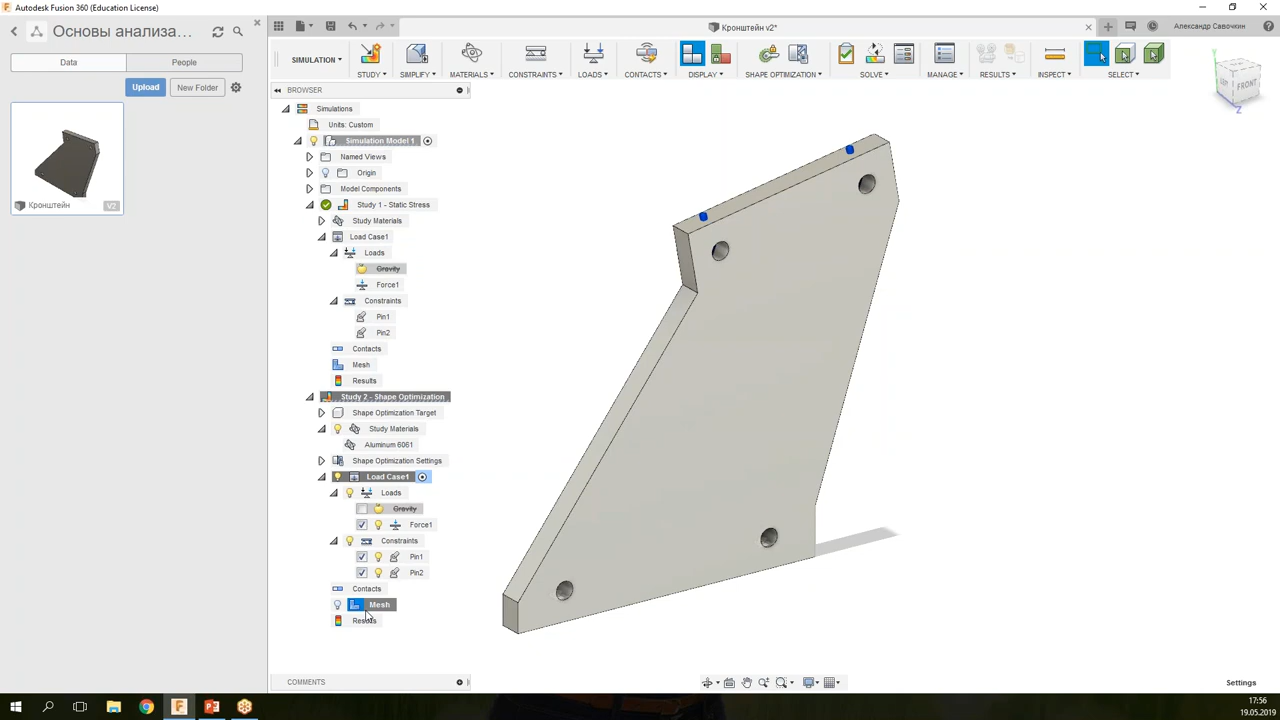 Autodesk Fusion 360 (Education License)
Основы анализа...
Data
People
Upload
New Folder
Кронштейн
V2
Кронштейн v2*
Александр Савочкин
SIMULATION
STUDY
SIMPLIFY
MATERIALS
CONSTRAINTS
LOADS
CONTACTS
DISPLAY
SHAPE OPTIMIZATION
SOLVE
MANAGE
RESULTS
INSPECT
SELECT
BROWSER
Simulations
Units: Custom
Simulation Model 1
Named Views
Origin
Model Components
Study 1 - Static Stress
Study Materials
Load Case1
Loads
Gravity
Force1
Constraints
Pin1
Pin2
Contacts
Mesh
Results
Study 2 - Shape Optimization
Shape Optimization Target
Study Materials
Aluminum 6061
Shape Optimization Settings
Load Case1
Loads
Gravity
Force1
Constraints
Pin1
Pin2
Contacts
Mesh
Results
FRONT
Z
COMMENTS
Settings
17:56
19.05.2019